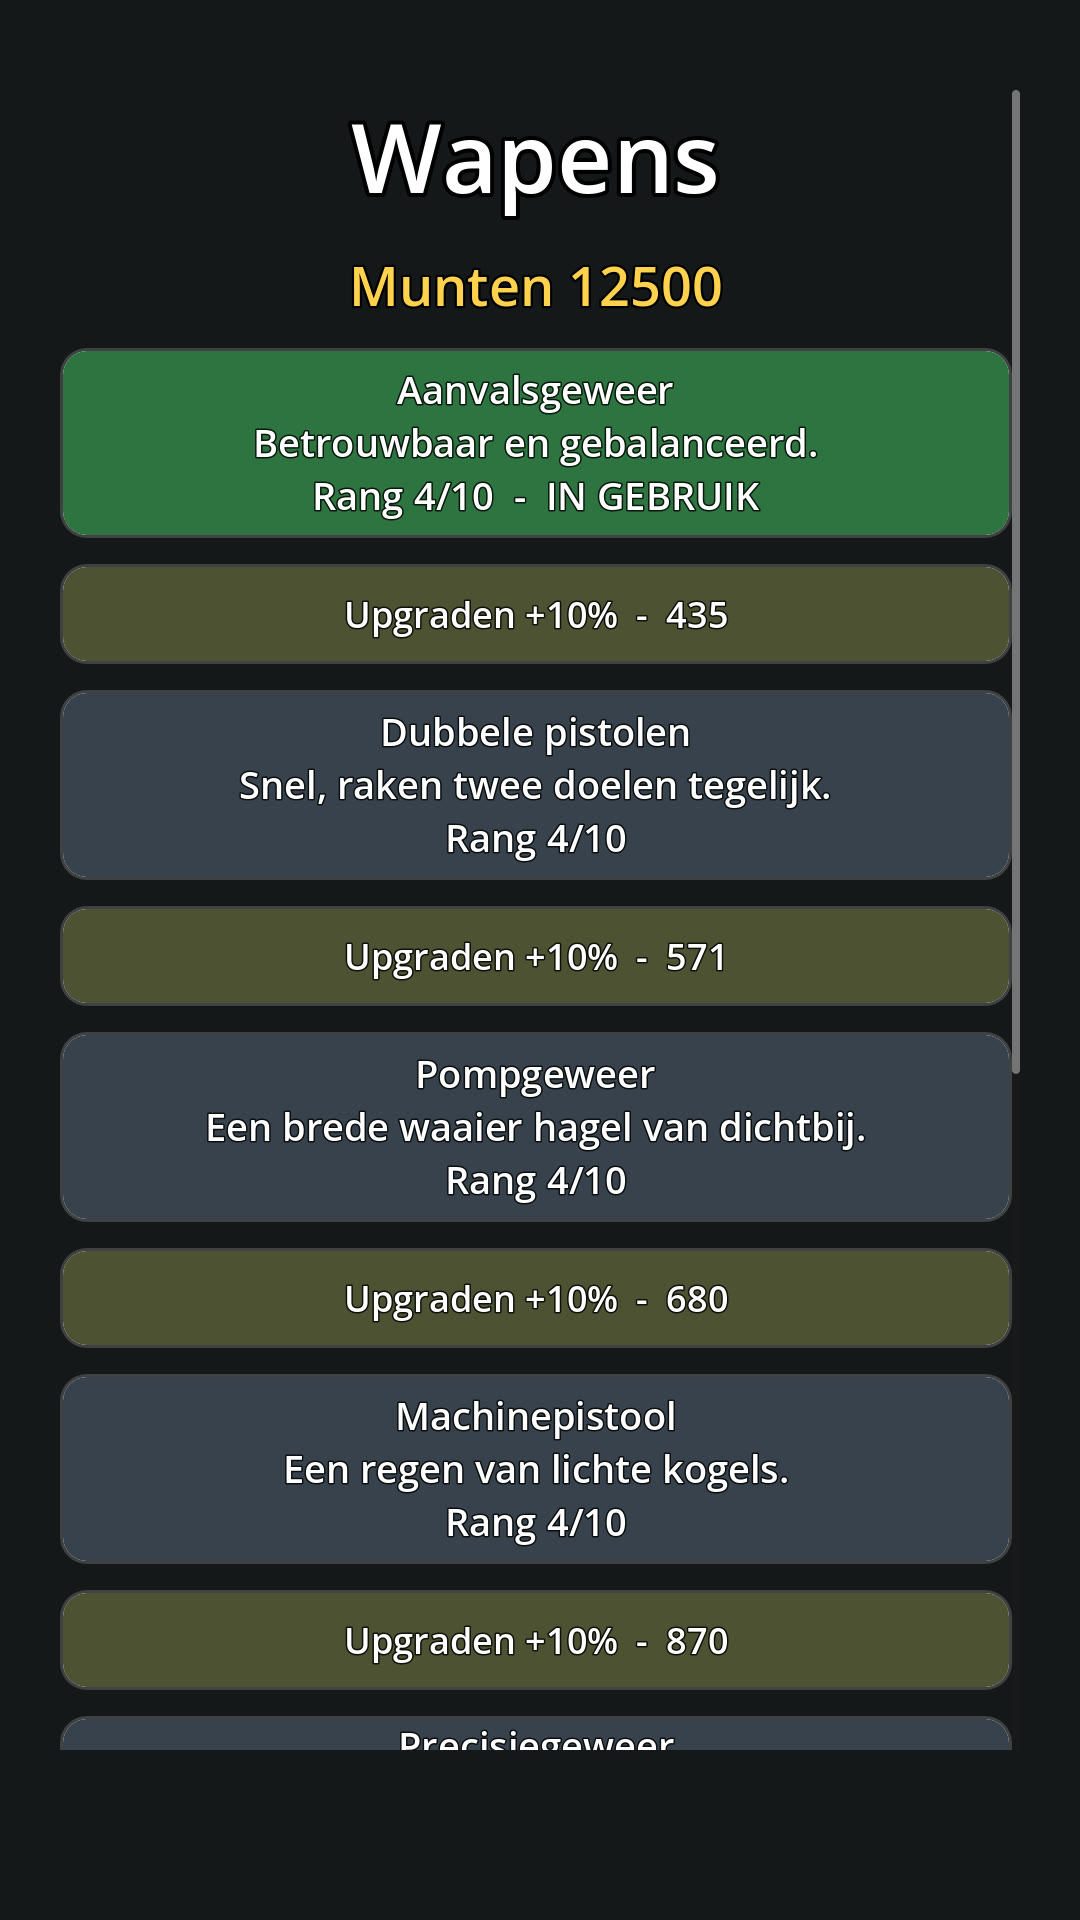 Wapens
Munten 12500
Aanvalsgeweer
Betrouwbaar en gebalanceerd.
Rang 4/10 - IN GEBRUIK
Upgraden +10% - 435
Dubbele pistolen
Snel, raken twee doelen tegelijk.
Rang 4/10
Upgraden +10% - 571
Pompgeweer
Een brede waaier hagel van dichtbij.
Rang 4/10
Upgraden +10% - 680
Machinepistool
Een regen van lichte kogels.
Rang 4/10
Upgraden +10% - 870
Precisiegeweer